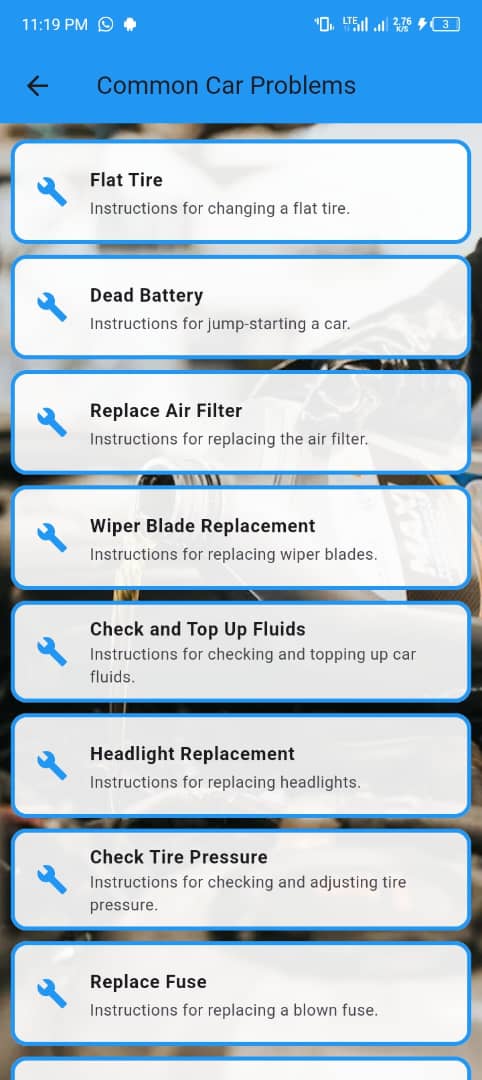 11:19 PM
LTE
2.76
K/S
3
Common Car Problems
Flat Tire
Instructions for changing a flat tire.
Dead Battery
Instructions for jump-starting a car.
Replace Air Filter
Instructions for replacing the air filter.
Wiper Blade Replacement
Instructions for replacing wiper blades.
Check and Top Up Fluids
Instructions for checking and topping up car
fluids.
Headlight Replacement
Instructions for replacing headlights.
Check Tire Pressure
Instructions for checking and adjusting tire
pressure.
Replace Fuse
Instructions for replacing a blown fuse.